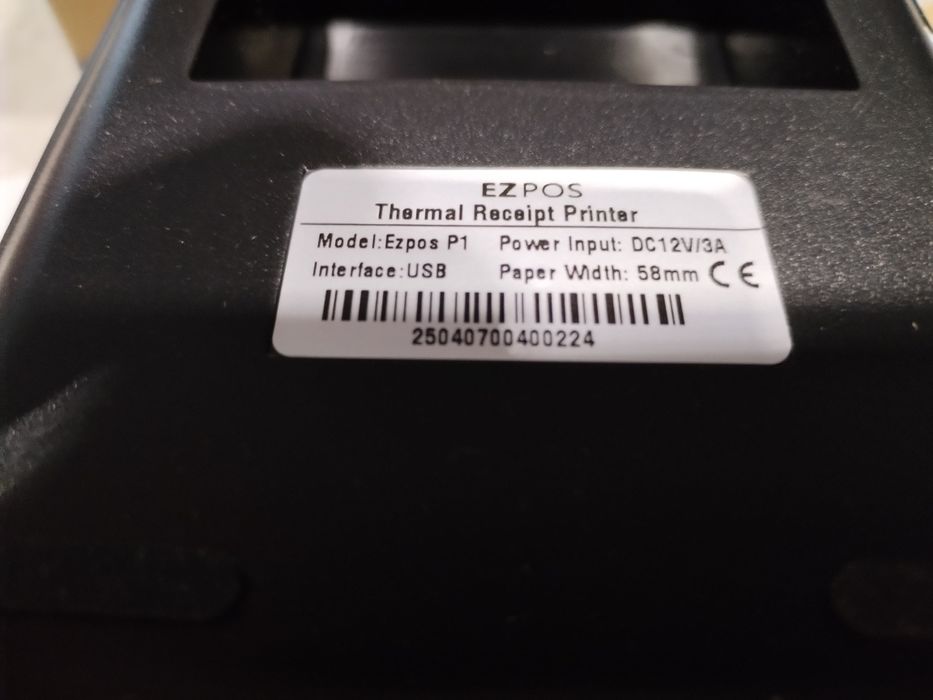 EZPOS
Thermal Receipt Printer
Model:Ezpos P1 Power Input: DC12V/3A
Interface:USB Paper Width: 58mm CE
25040700400224